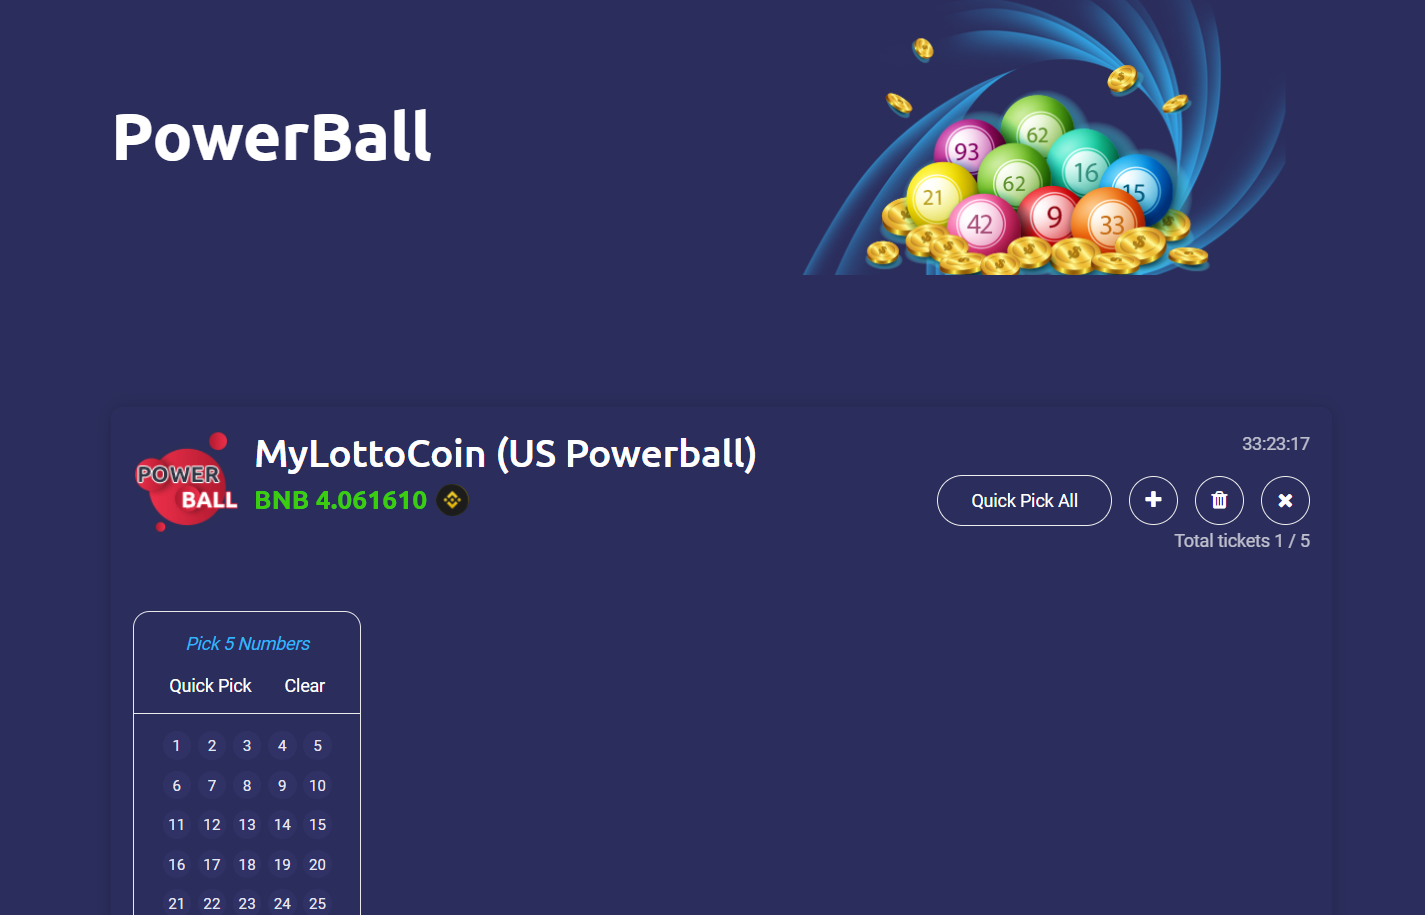 PowerBall
93
62
16
15
21
62
42
9
33
POWER
BALL
MyLottoCoin (US Powerball)
BNB 4.061610
33:23:17
Quick Pick All
Total tickets 1 / 5
Pick 5 Numbers
Quick Pick Clear
1 2 3 4 5
6 7 8 9 10
11 12 13 14 15
16 17 18 19 20
21 22 23 24 25